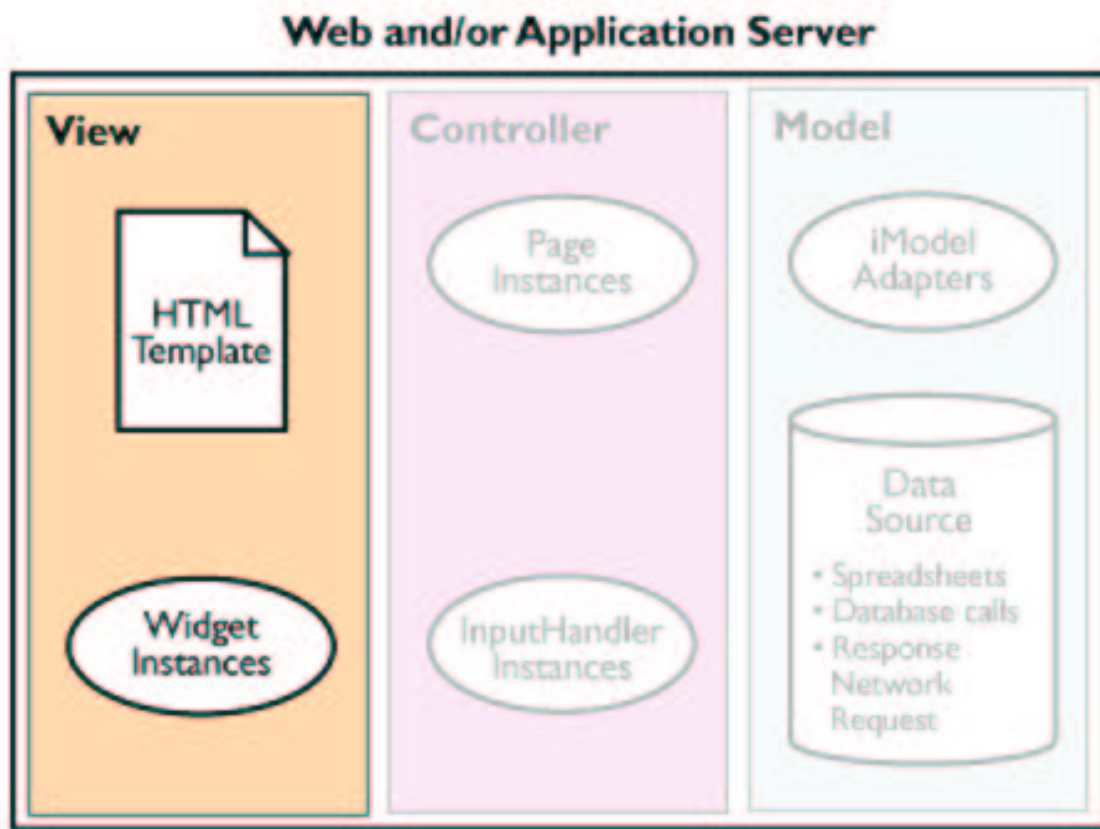 Web and/or Application Server
View
HTML
Template
Widget
Instances
Controller
Page
Instances
InputHandler
Instances
Model
iModel
Adapters
Data
Source
• Spreadsheets
• Database calls
• Response
Network
Request